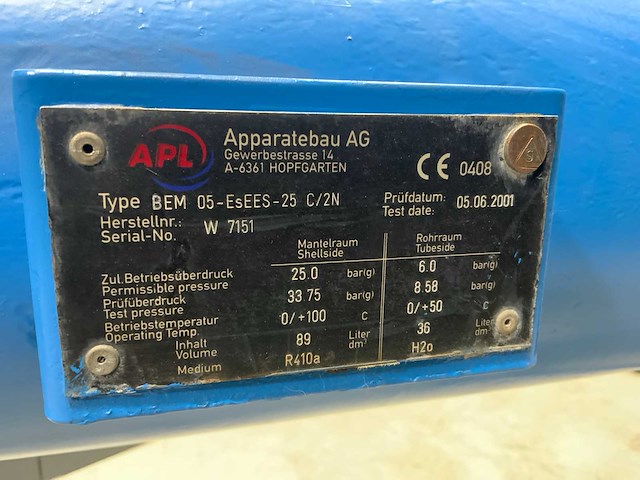 APL
Apparatebau AG
Gewerbestrasse 14
A-6361 HOPFGARTEN
CE 0408
Type BEM 05-EsEES-25 C/2N
Prüfdatum:
Test date: 05.06.2001
Herstellnr.:
Serial-No. W 7151
Mantelraum Rohrraum
Shellside Tubeside
Zul.Betriebsüberdruck
Permissible pressure 25.0 bar(g) 6.0 bar(g)
Prüfüberdruck
Test pressure 33.75 bar(g) 8.58 bar(g)
Betriebstemperatur
Operating Temp. 0/+100 C 0/+50 C
Inhalt Liter Liter
Volume 89 dm³ 36 dm³
Medium R410a H2o